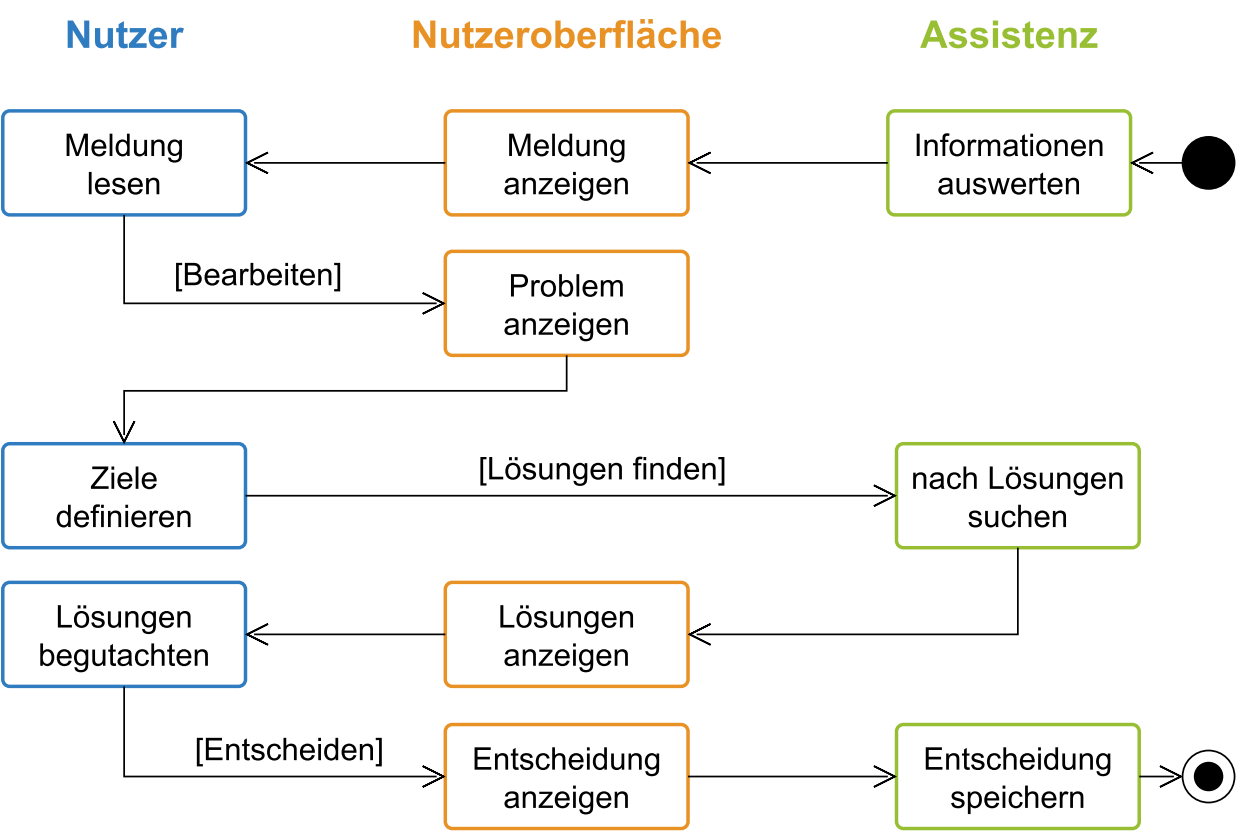 Nutzer
Nutzeroberfläche
Assistenz
Meldung
lesen
Meldung
anzeigen
Informationen
auswerten
[Bearbeiten]
Problem
anzeigen
Ziele
definieren
[Lösungen finden]
nach Lösungen
suchen
Lösungen
begutachten
Lösungen
anzeigen
[Entscheiden]
Entscheidung
anzeigen
Entscheidung
speichern